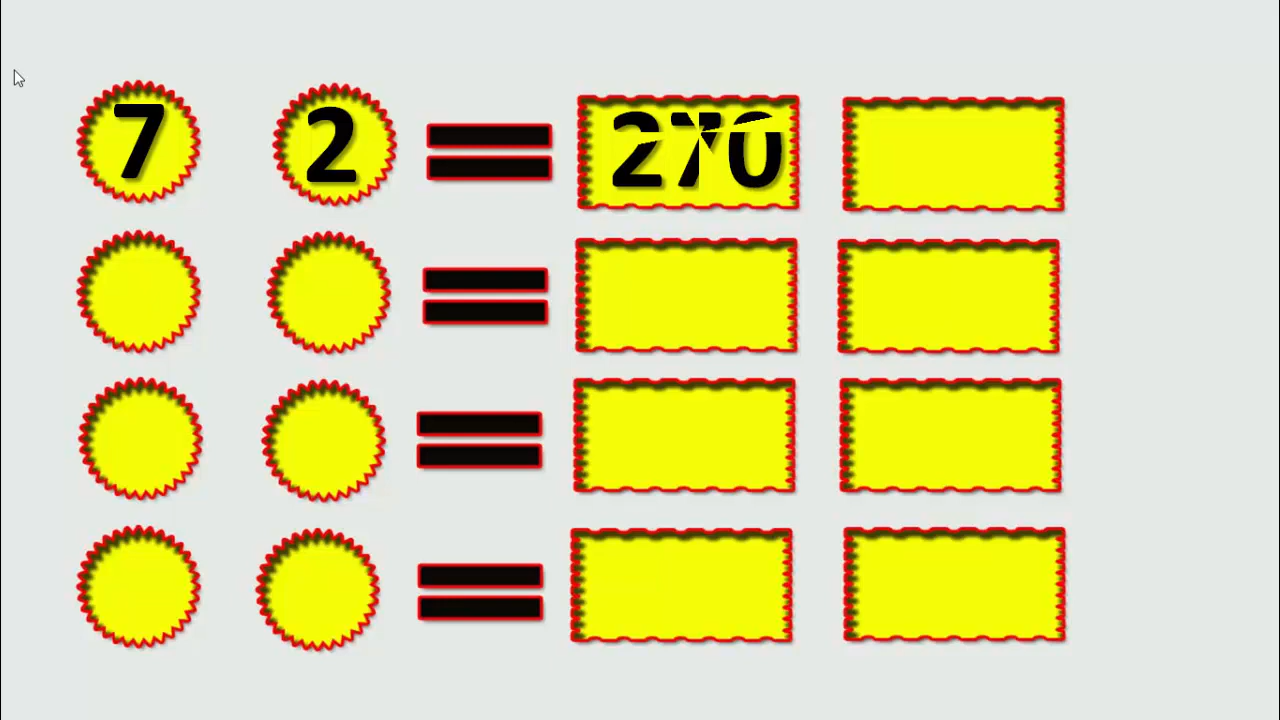 7 2 = 270
=
=
=